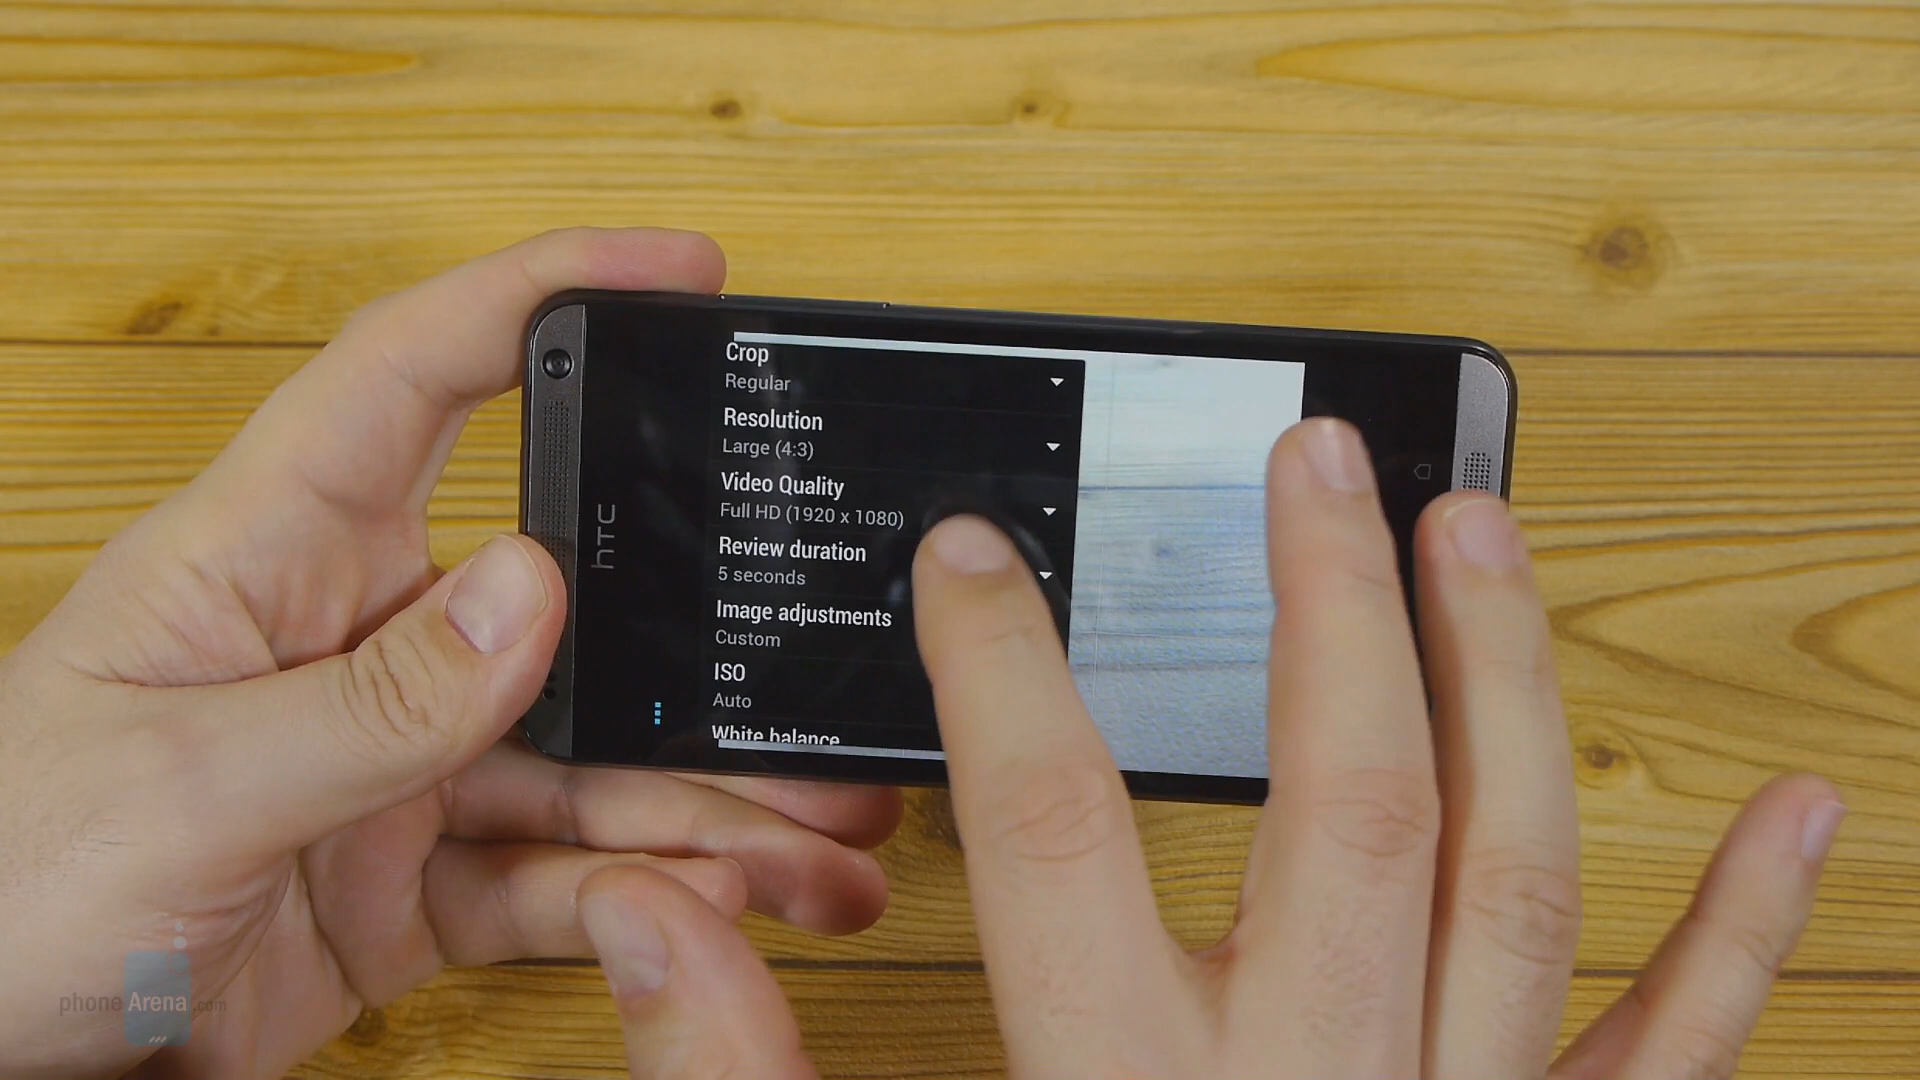 Crop
Regular
Resolution
Large (4:3)
Video Quality
Full HD (1920 x 1080)
Review duration
5 seconds
Image adjustments
Custom
ISO
Auto
White balance
hTC
phoneArena.com